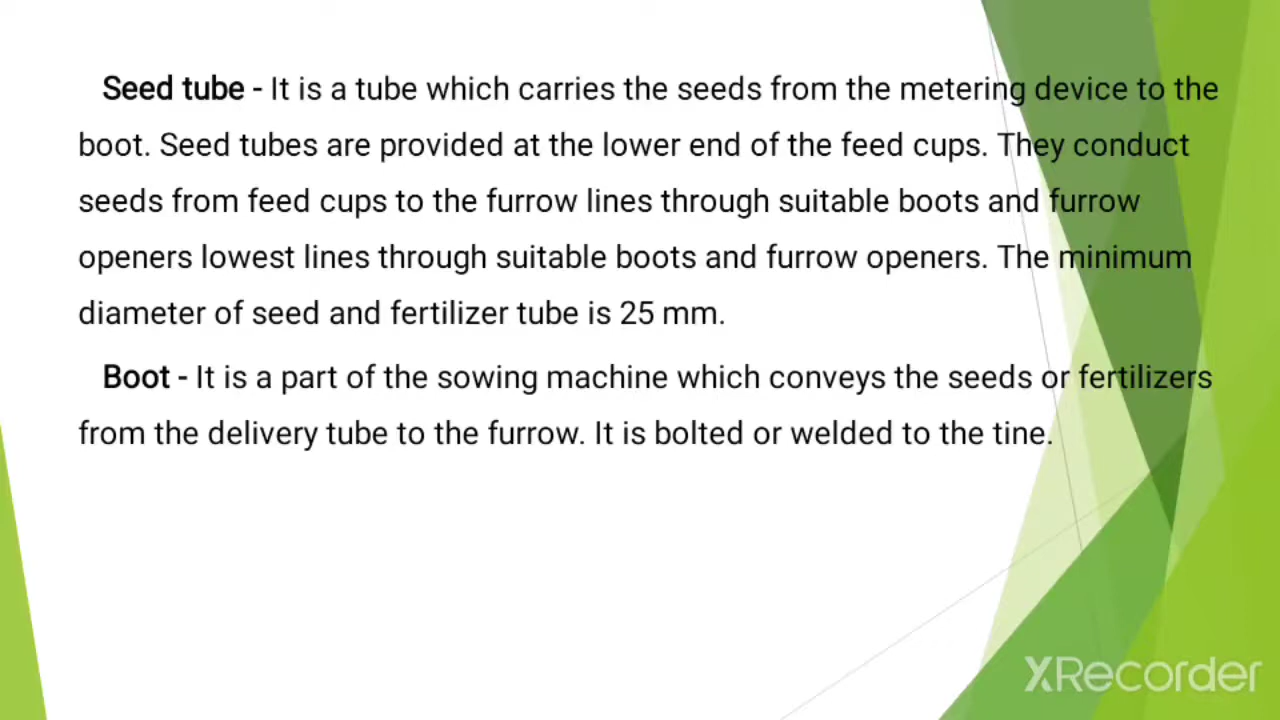 Seed tube - It is a tube which carries the seeds from the metering device to the
boot. Seed tubes are provided at the lower end of the feed cups. They conduct
seeds from feed cups to the furrow lines through suitable boots and furrow
openers lowest lines through suitable boots and furrow openers. The minimum
diameter of seed and fertilizer tube is 25 mm.
Boot - It is a part of the sowing machine which conveys the seeds or fertilizers
from the delivery tube to the furrow. It is bolted or welded to the tine.
XRecorder